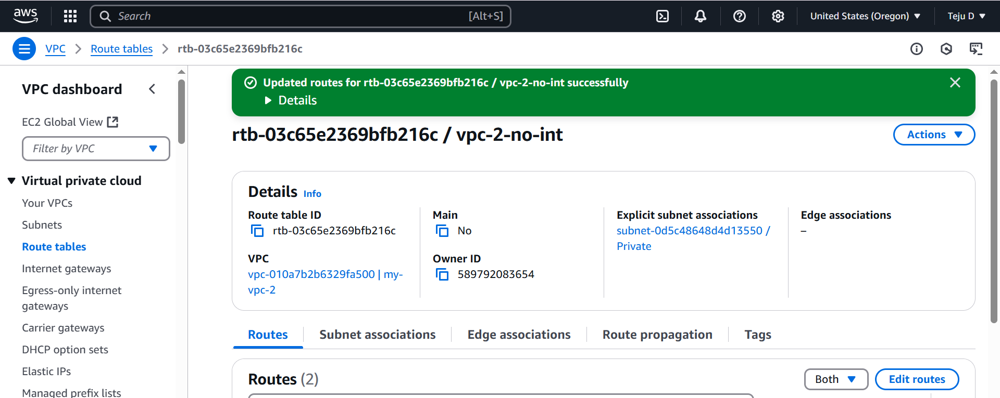 aws
Search
[Alt+S]
United States (Oregon)
Teju D
VPC
Route tables
rtb-03c65e2369bfb216c
VPC dashboard
EC2 Global View
Filter by VPC
Virtual private cloud
Your VPCs
Subnets
Route tables
Internet gateways
Egress-only internet
gateways
Carrier gateways
DHCP option sets
Elastic IPs
Managed prefix lists
Updated routes for rtb-03c65e2369bfb216c / vpc-2-no-int successfully
Details
rtb-03c65e2369bfb216c / vpc-2-no-int
Actions
Details Info
Route table ID
rtb-03c65e2369bfb216c
Main
No
Explicit subnet associations
subnet-0d5c48648d4d13550 /
Private
Edge associations
–
VPC
vpc-010a7b2b6329fa500 | my-
vpc-2
Owner ID
589792083654
Routes
Subnet associations
Edge associations
Route propagation
Tags
Routes (2)
Both
Edit routes